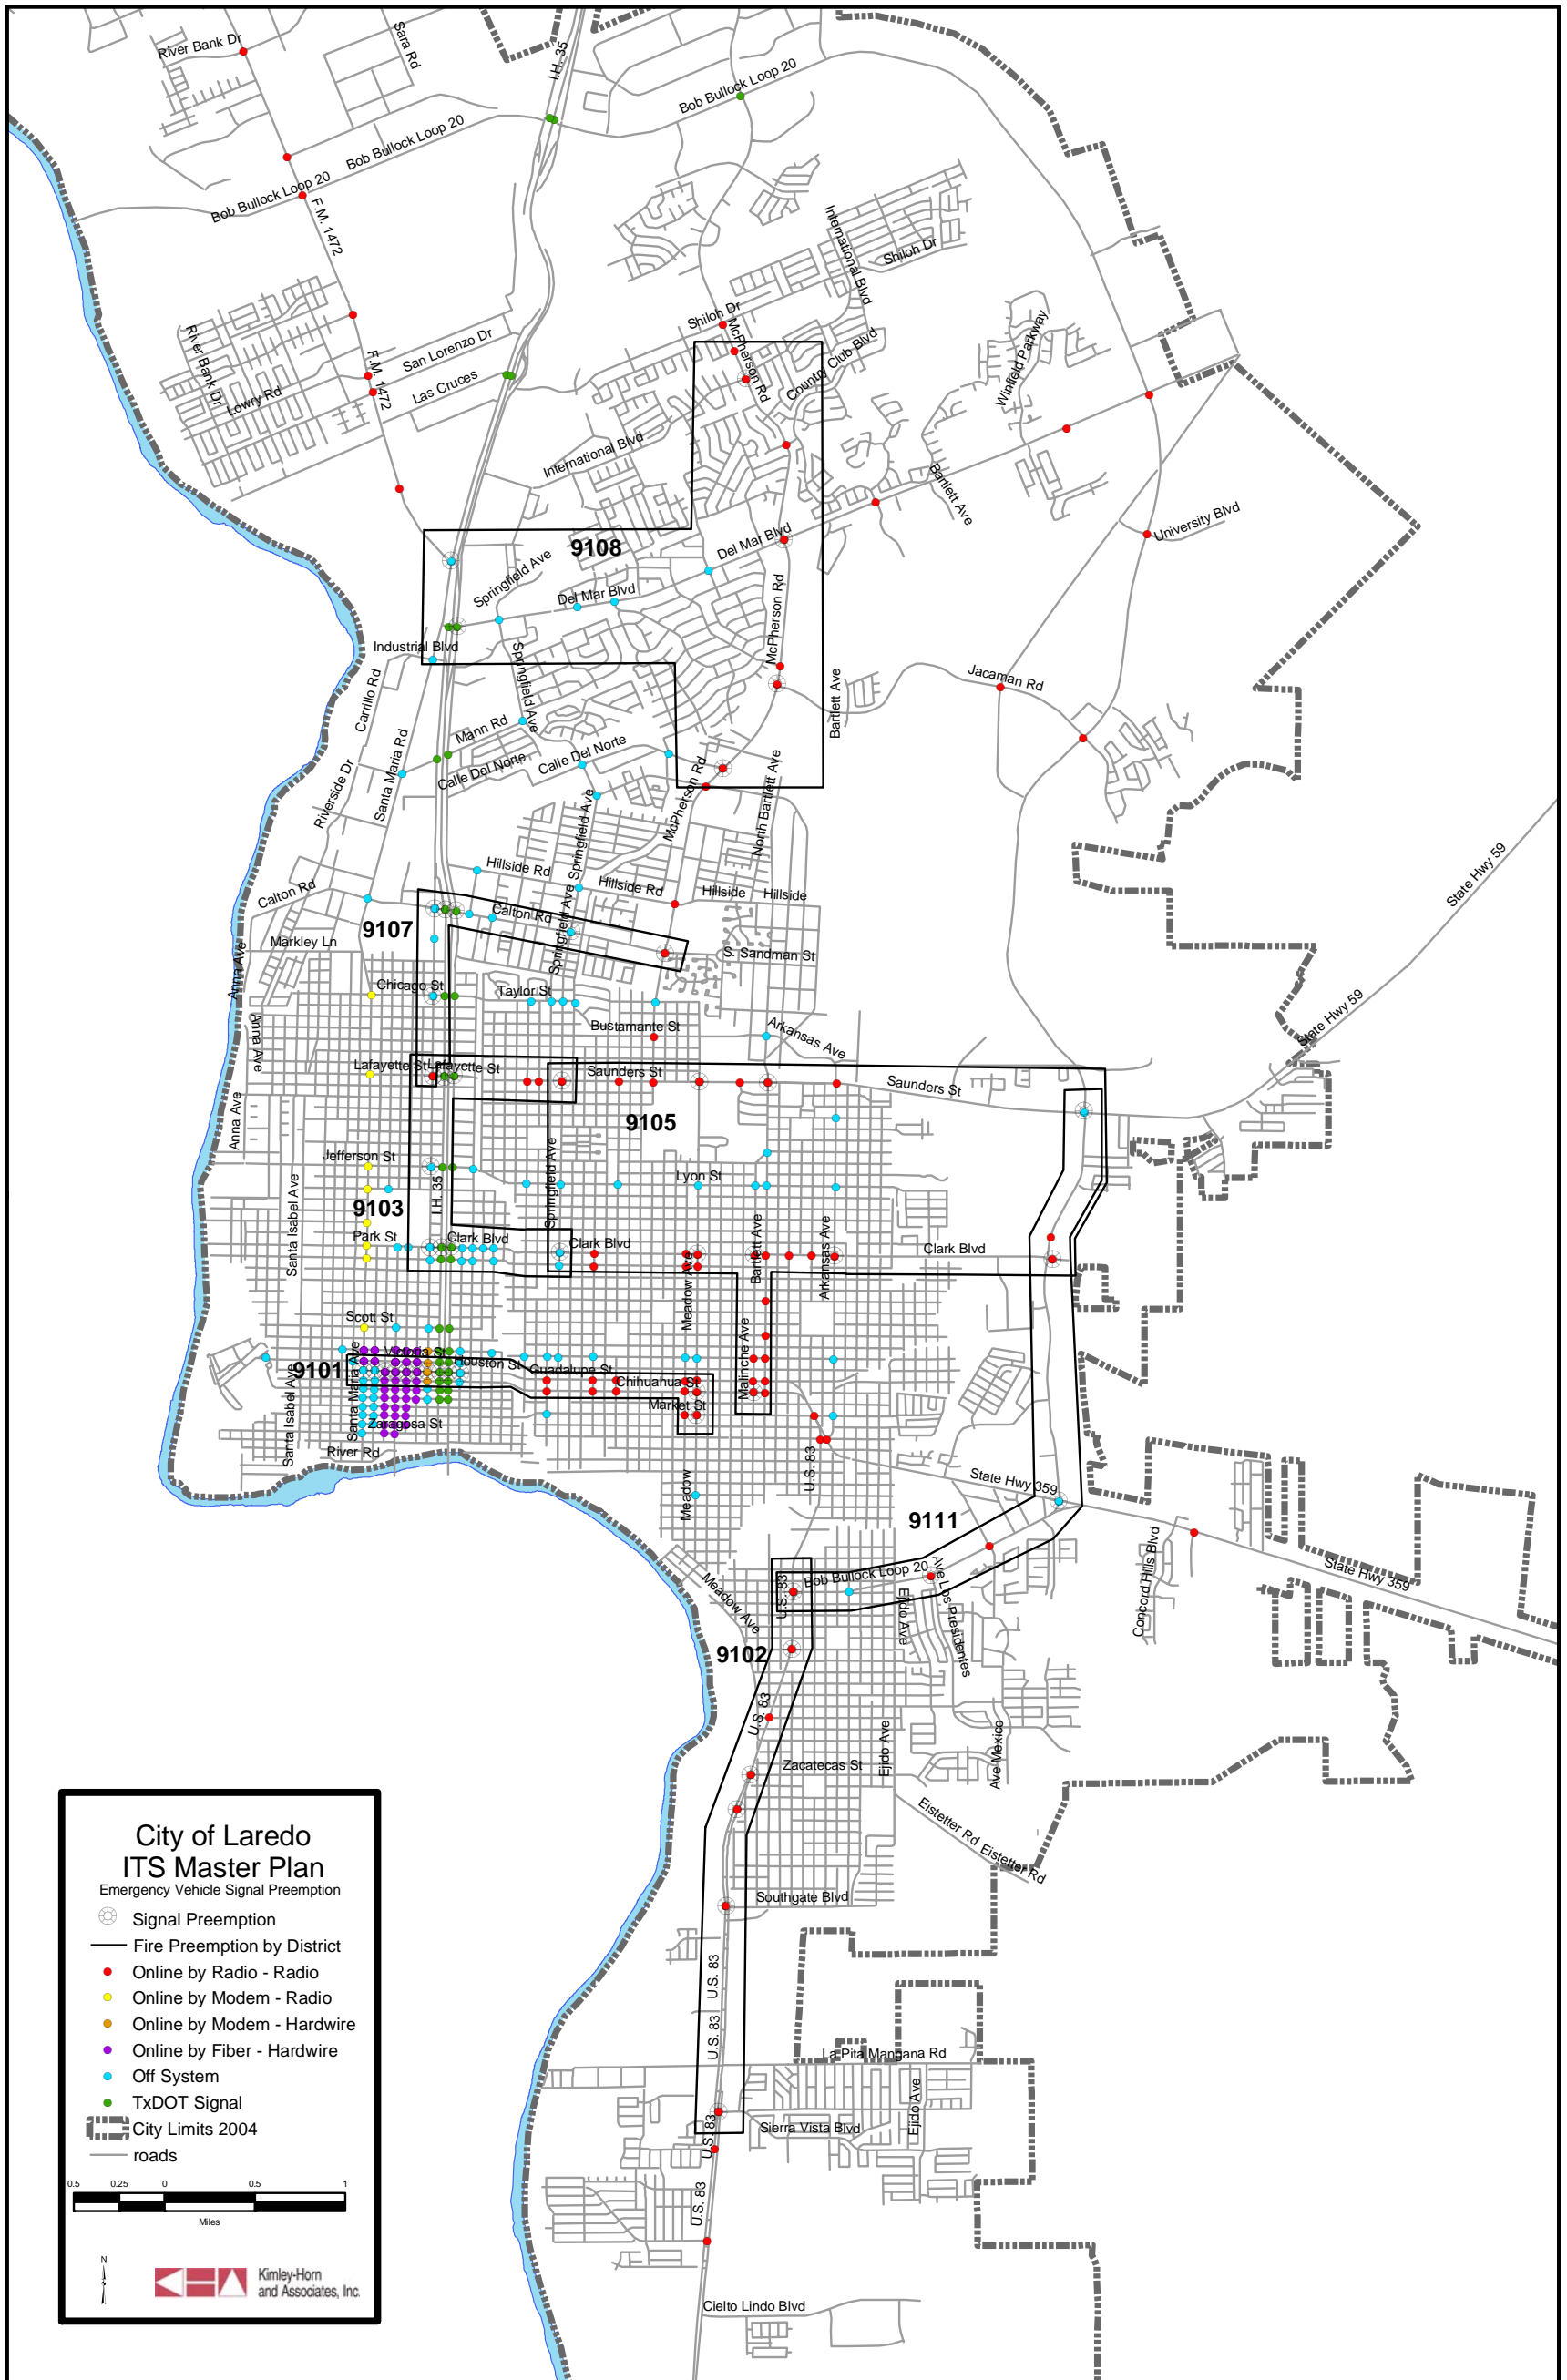 River Bank Dr
Sara Rd
I.H. 35
Bob Bullock Loop 20
Bob Bullock Loop 20
Bob Bullock Loop 20
F.M. 1472
International Blvd
Shiloh Dr
Shiloh Dr
McPherson Rd
Country Club Blvd
Winfield Parkway
River Bank Dr
San Lorenzo Dr
F.M. 1472
Las Cruces
Lowry Rd
International Blvd
Bartlett Ave
University Blvd
9108
Del Mar Blvd
Springfield Ave
Del Mar Blvd
McPherson Rd
Industrial Blvd
Springfield Ave
Carrillo Rd
Jacaman Rd
Bartlett Ave
Mann Rd
Santa Maria Rd
Calle Del Norte
Calle Del Norte
Riverside Dr
McPherson Rd
North Bartlett Ave
Springfield Ave
State Hwy 59
Hillside Rd
Hillside Rd
Hillside
Hillside
Calton Rd
Calton Rd
Springfield Ave
9107
Markley Ln
S. Sandman St
Anna Ave
Chicago St
Taylor St
State Hwy 59
Bustamante St
Arkansas Ave
Anna Ave
Lafayette St
Lafayette St
Saunders St
Saunders St
Anna Ave
9105
Jefferson St
Springfield Ave
Lyon St
Santa Isabel Ave
I.H. 35
9103
Park St
Clark Blvd
Clark Blvd
Bartlett Ave
Arkansas Ave
Clark Blvd
Meadow Ave
Scott St
Victoria St
Houston St
9101
Santa Maria Ave
Santa Isabel Ave
Guadalupe St
Chihuahua St
Malinche Ave
Market St
Zaragosa St
River Rd
U.S. 83
State Hwy 359
Meadow
9111
Concord Hills Blvd
State Hwy 359
Bob Bullock Loop 20
U.S. 83
Meadow Ave
Ejido Ave
Ave Los Presidentes
9102
U.S. 83
Ave Mexico
Ejido Ave
Zacatecas St
Eistetter Rd
Eistetter Rd
Southgate Blvd
U.S. 83
U.S. 83
La Pita Mangana Rd
Ejido Ave
Sierra Vista Blvd
U.S. 83
U.S. 83
Cielto Lindo Blvd
City of Laredo
ITS Master Plan
Emergency Vehicle Signal Preemption
Signal Preemption
Fire Preemption by District
Online by Radio - Radio
Online by Modem - Radio
Online by Modem - Hardwire
Online by Fiber - Hardwire
Off System
TxDOT Signal
City Limits 2004
roads
0.5 0.25 0 0.5 1
Miles
N
Kimley-Horn
and Associates, Inc.